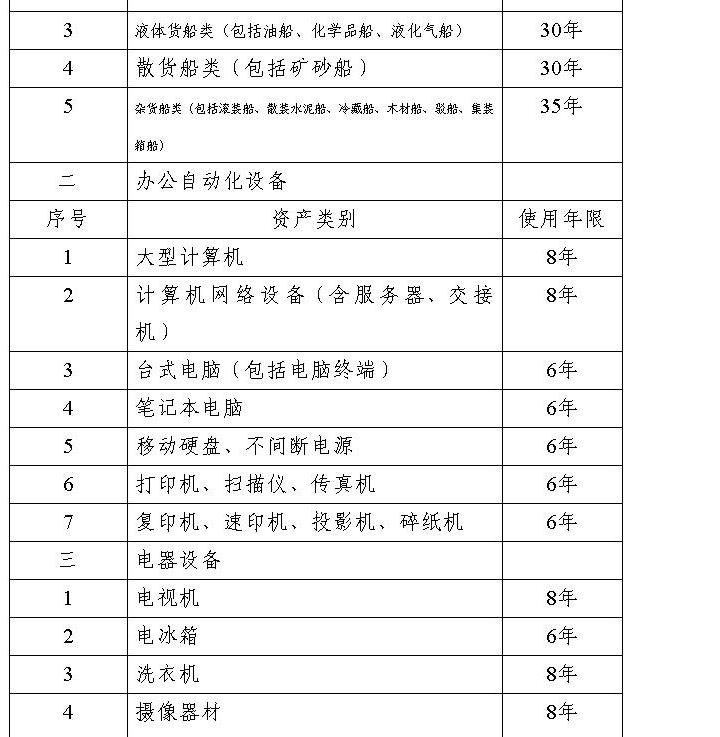 3 液体货船类（包括油船、化学品船、液化气船） 30年
4 散货船类（包括矿砂船） 30年
5 杂货船类（包括滚装船、散装水泥船、冷藏船、木材船、驳船、集装 35年
箱船）
二 办公自动化设备
序号 资产类别 使用年限
1 大型计算机 8年
2 计算机网络设备（含服务器、交接 8年
机）
3 台式电脑（包括电脑终端） 6年
4 笔记本电脑 6年
5 移动硬盘、不间断电源 6年
6 打印机、扫描仪、传真机 6年
7 复印机、速印机、投影机、碎纸机 6年
三 电器设备
1 电视机 8年
2 电冰箱 6年
3 洗衣机 8年
4 摄像器材 8年